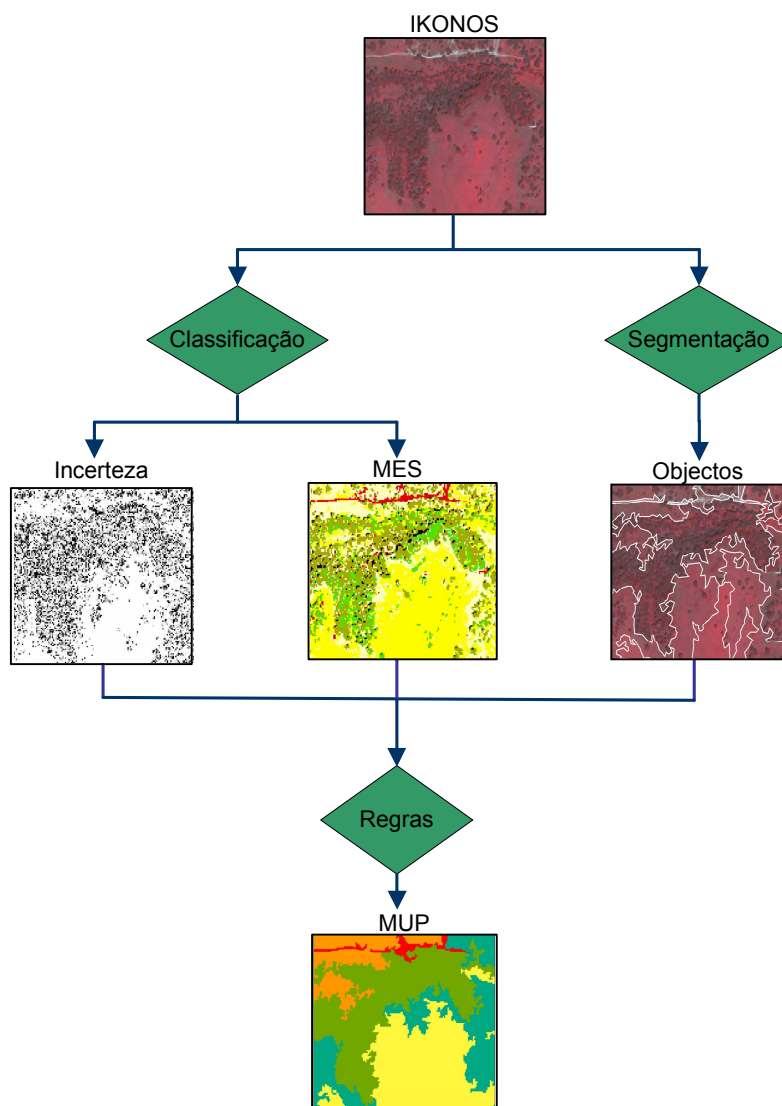 IKONOS
Classificação
Segmentação
Incerteza
MES
Objectos
Regras
MUP